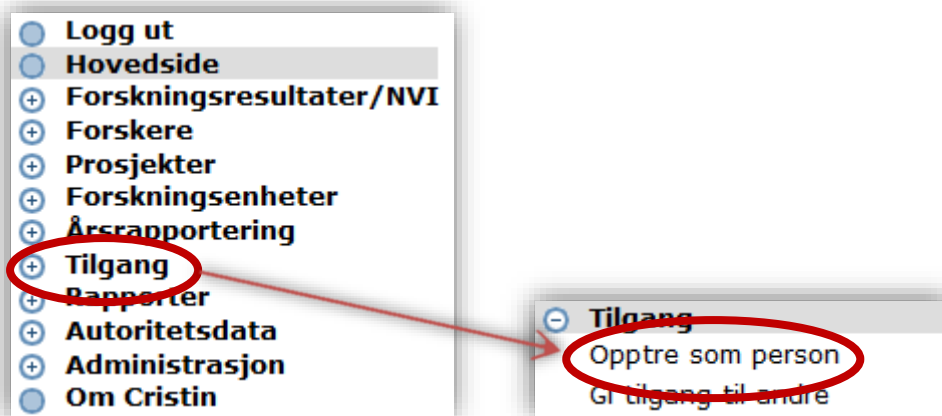 Logg ut
Hovedside
Forskningsresultater/NVI
Forskere
Prosjekter
Forskningsenheter
Årsrapportering
Tilgang
Rapporter
Autoritetsdata
Administrasjon
Om Cristin
Tilgang
Opptre som person
Gi tilgang til andre